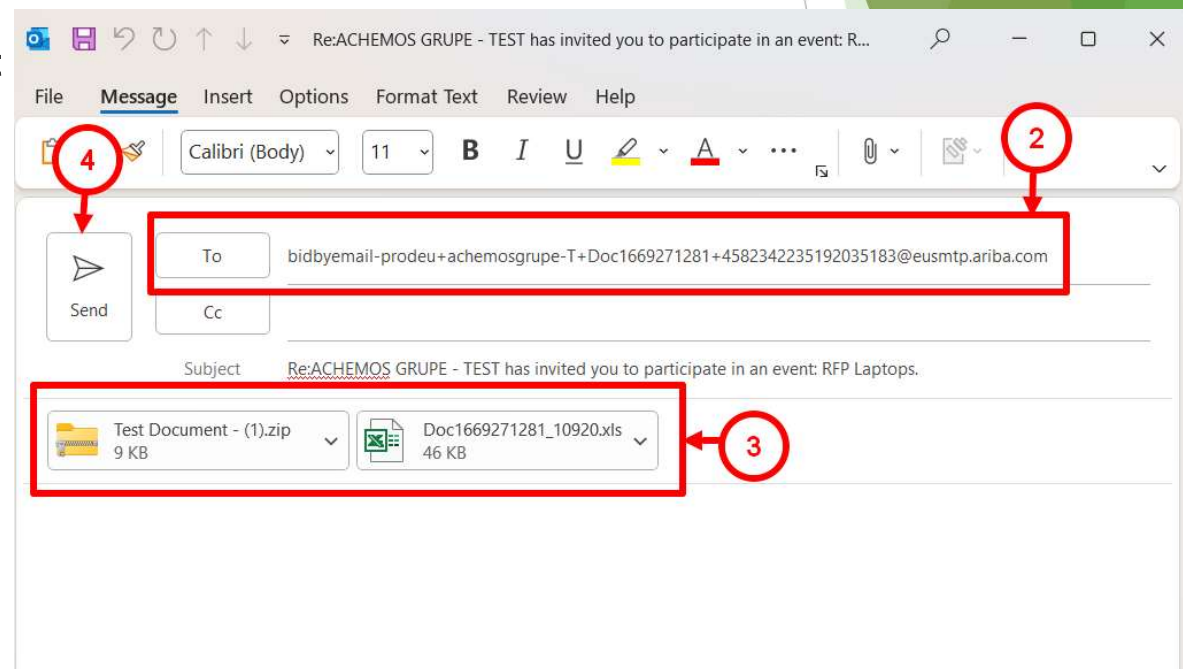 Re:ACHEMOS GRUPE - TEST has invited you to participate in an event: R...
File Message Insert Options Format Text Review Help
4
Calibri (Body)
11
B I U A
2
To bidbyemail-prodeu+achemosgrupe-T+Doc1669271281+4582342235192035183@eusmtp.ariba.com
Send
Cc
Subject Re:ACHEMOS GRUPE - TEST has invited you to participate in an event: RFP Laptops.
Test Document - (1).zip
9 KB
Doc1669271281_10920.xls
46 KB
3